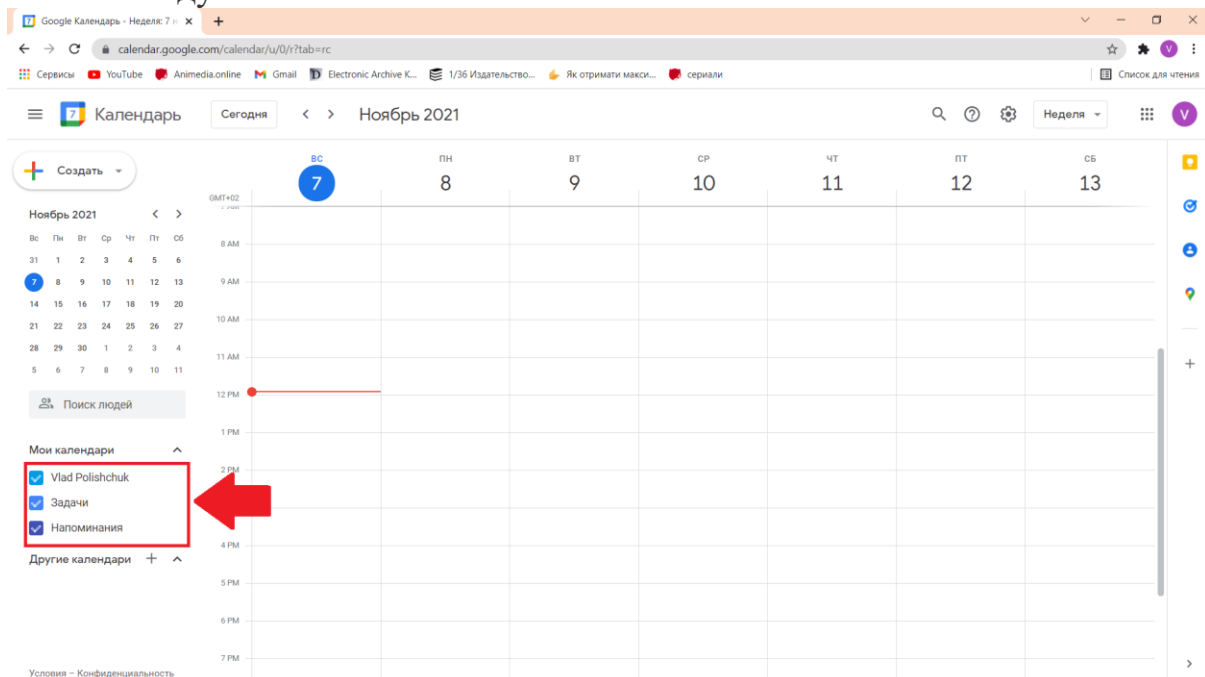 Google Календарь - Неделя: 7 н
calendar.google.com/calendar/u/0/r?tab=rc
V
Сервисы YouTube Animedia.online Gmail Electronic Archive K... 1/36 Издательство... Як отримати макси... сериали Список для чтения
7 Календарь Сегодня Ноябрь 2021 Неделя V
Создать
ВС ПН ВТ СР ЧТ ПТ СБ
7 8 9 10 11 12 13
GMT+02
Ноябрь 2021
Вс Пн Вт Ср Чт Пт Сб
31 1 2 3 4 5 6
7 8 9 10 11 12 13
14 15 16 17 18 19 20
21 22 23 24 25 26 27
28 29 30 1 2 3 4
5 6 7 8 9 10 11
Поиск людей
Мои календари
Vlad Polishchuk
Задачи
Напоминания
Другие календари
Условия – Конфиденциальность
8 AM
9 AM
10 AM
11 AM
12 PM
1 PM
2 PM
4 PM
5 PM
6 PM
7 PM